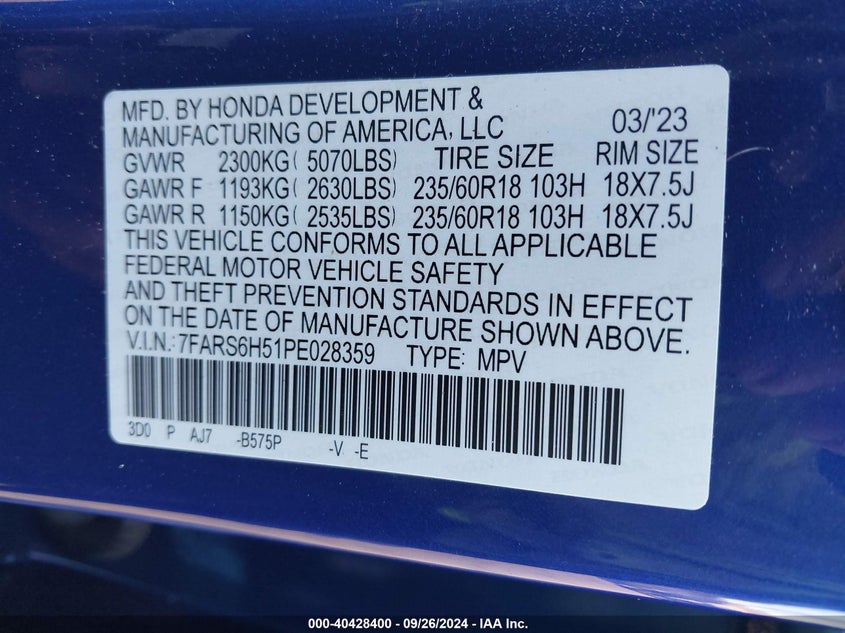 MFD. BY HONDA DEVELOPMENT &
MANUFACTURING OF AMERICA, LLC 03/'23
GVWR 2300KG( 5070LBS) TIRE SIZE RIM SIZE
GAWR F 1193KG( 2630LBS) 235/60R18 103H 18X7.5J
GAWR R 1150KG( 2535LBS) 235/60R18 103H 18X7.5J
THIS VEHICLE CONFORMS TO ALL APPLICABLE
FEDERAL MOTOR VEHICLE SAFETY
AND THEFT PREVENTION STANDARDS IN EFFECT
ON THE DATE OF MANUFACTURE SHOWN ABOVE.
V.I.N.:7FARS6H51PE028359 TYPE: MPV
3D0 P AJ7 -B575P -V -E
000-40428400 - 09/26/2024 - IAA Inc.